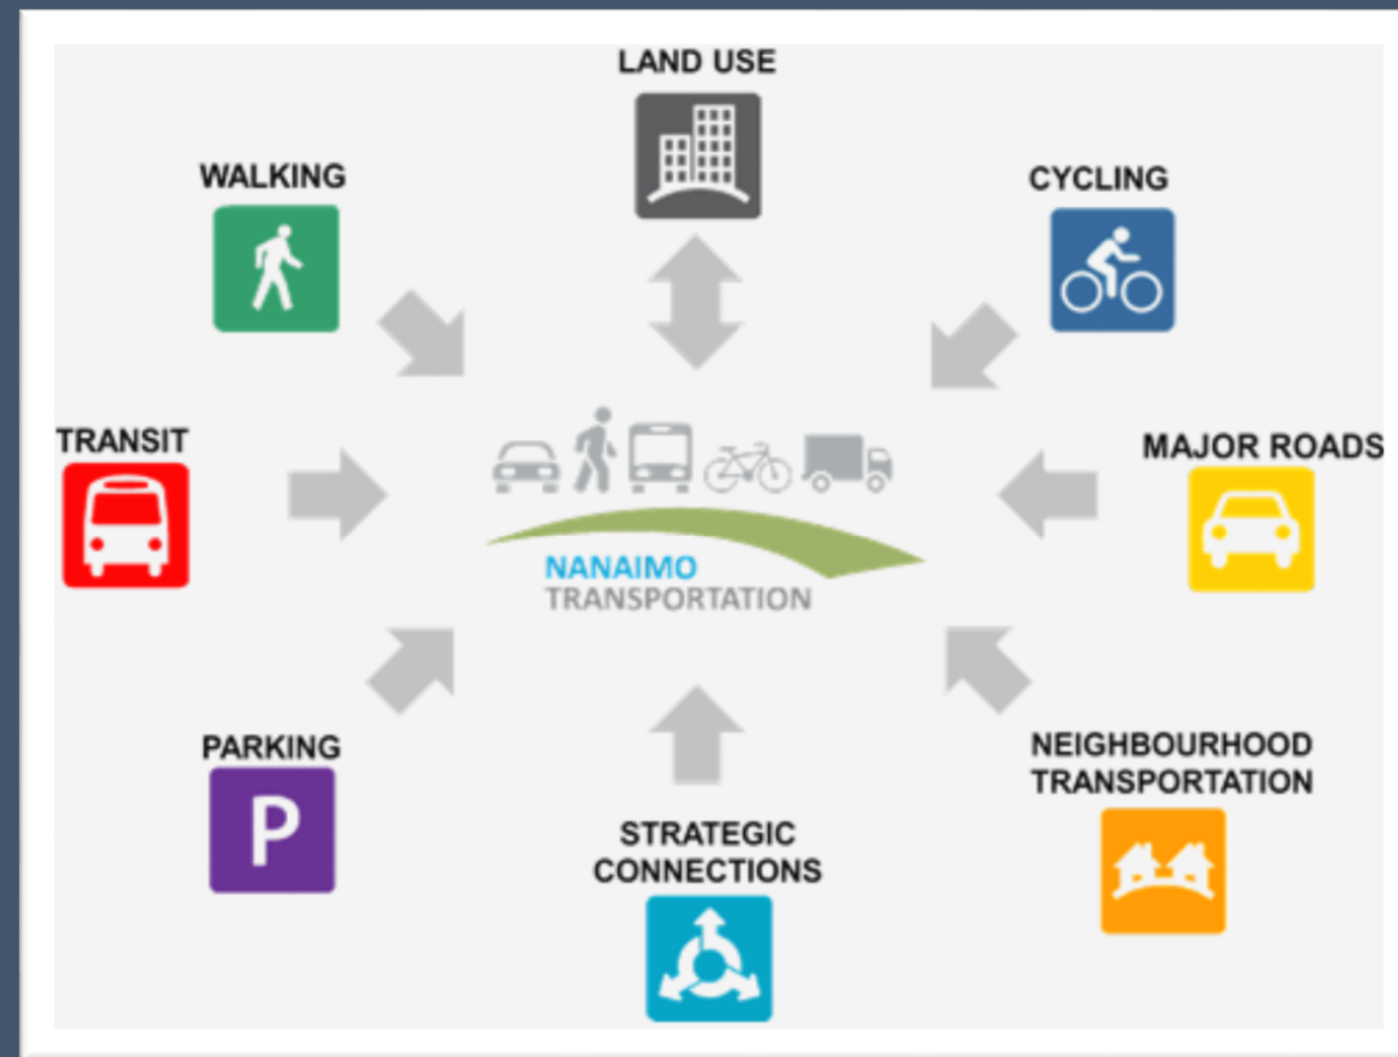 LAND USE
WALKING
CYCLING
TRANSIT
MAJOR ROADS
NANAIMO
TRANSPORTATION
PARKING
P
NEIGHBOURHOOD
TRANSPORTATION
STRATEGIC
CONNECTIONS